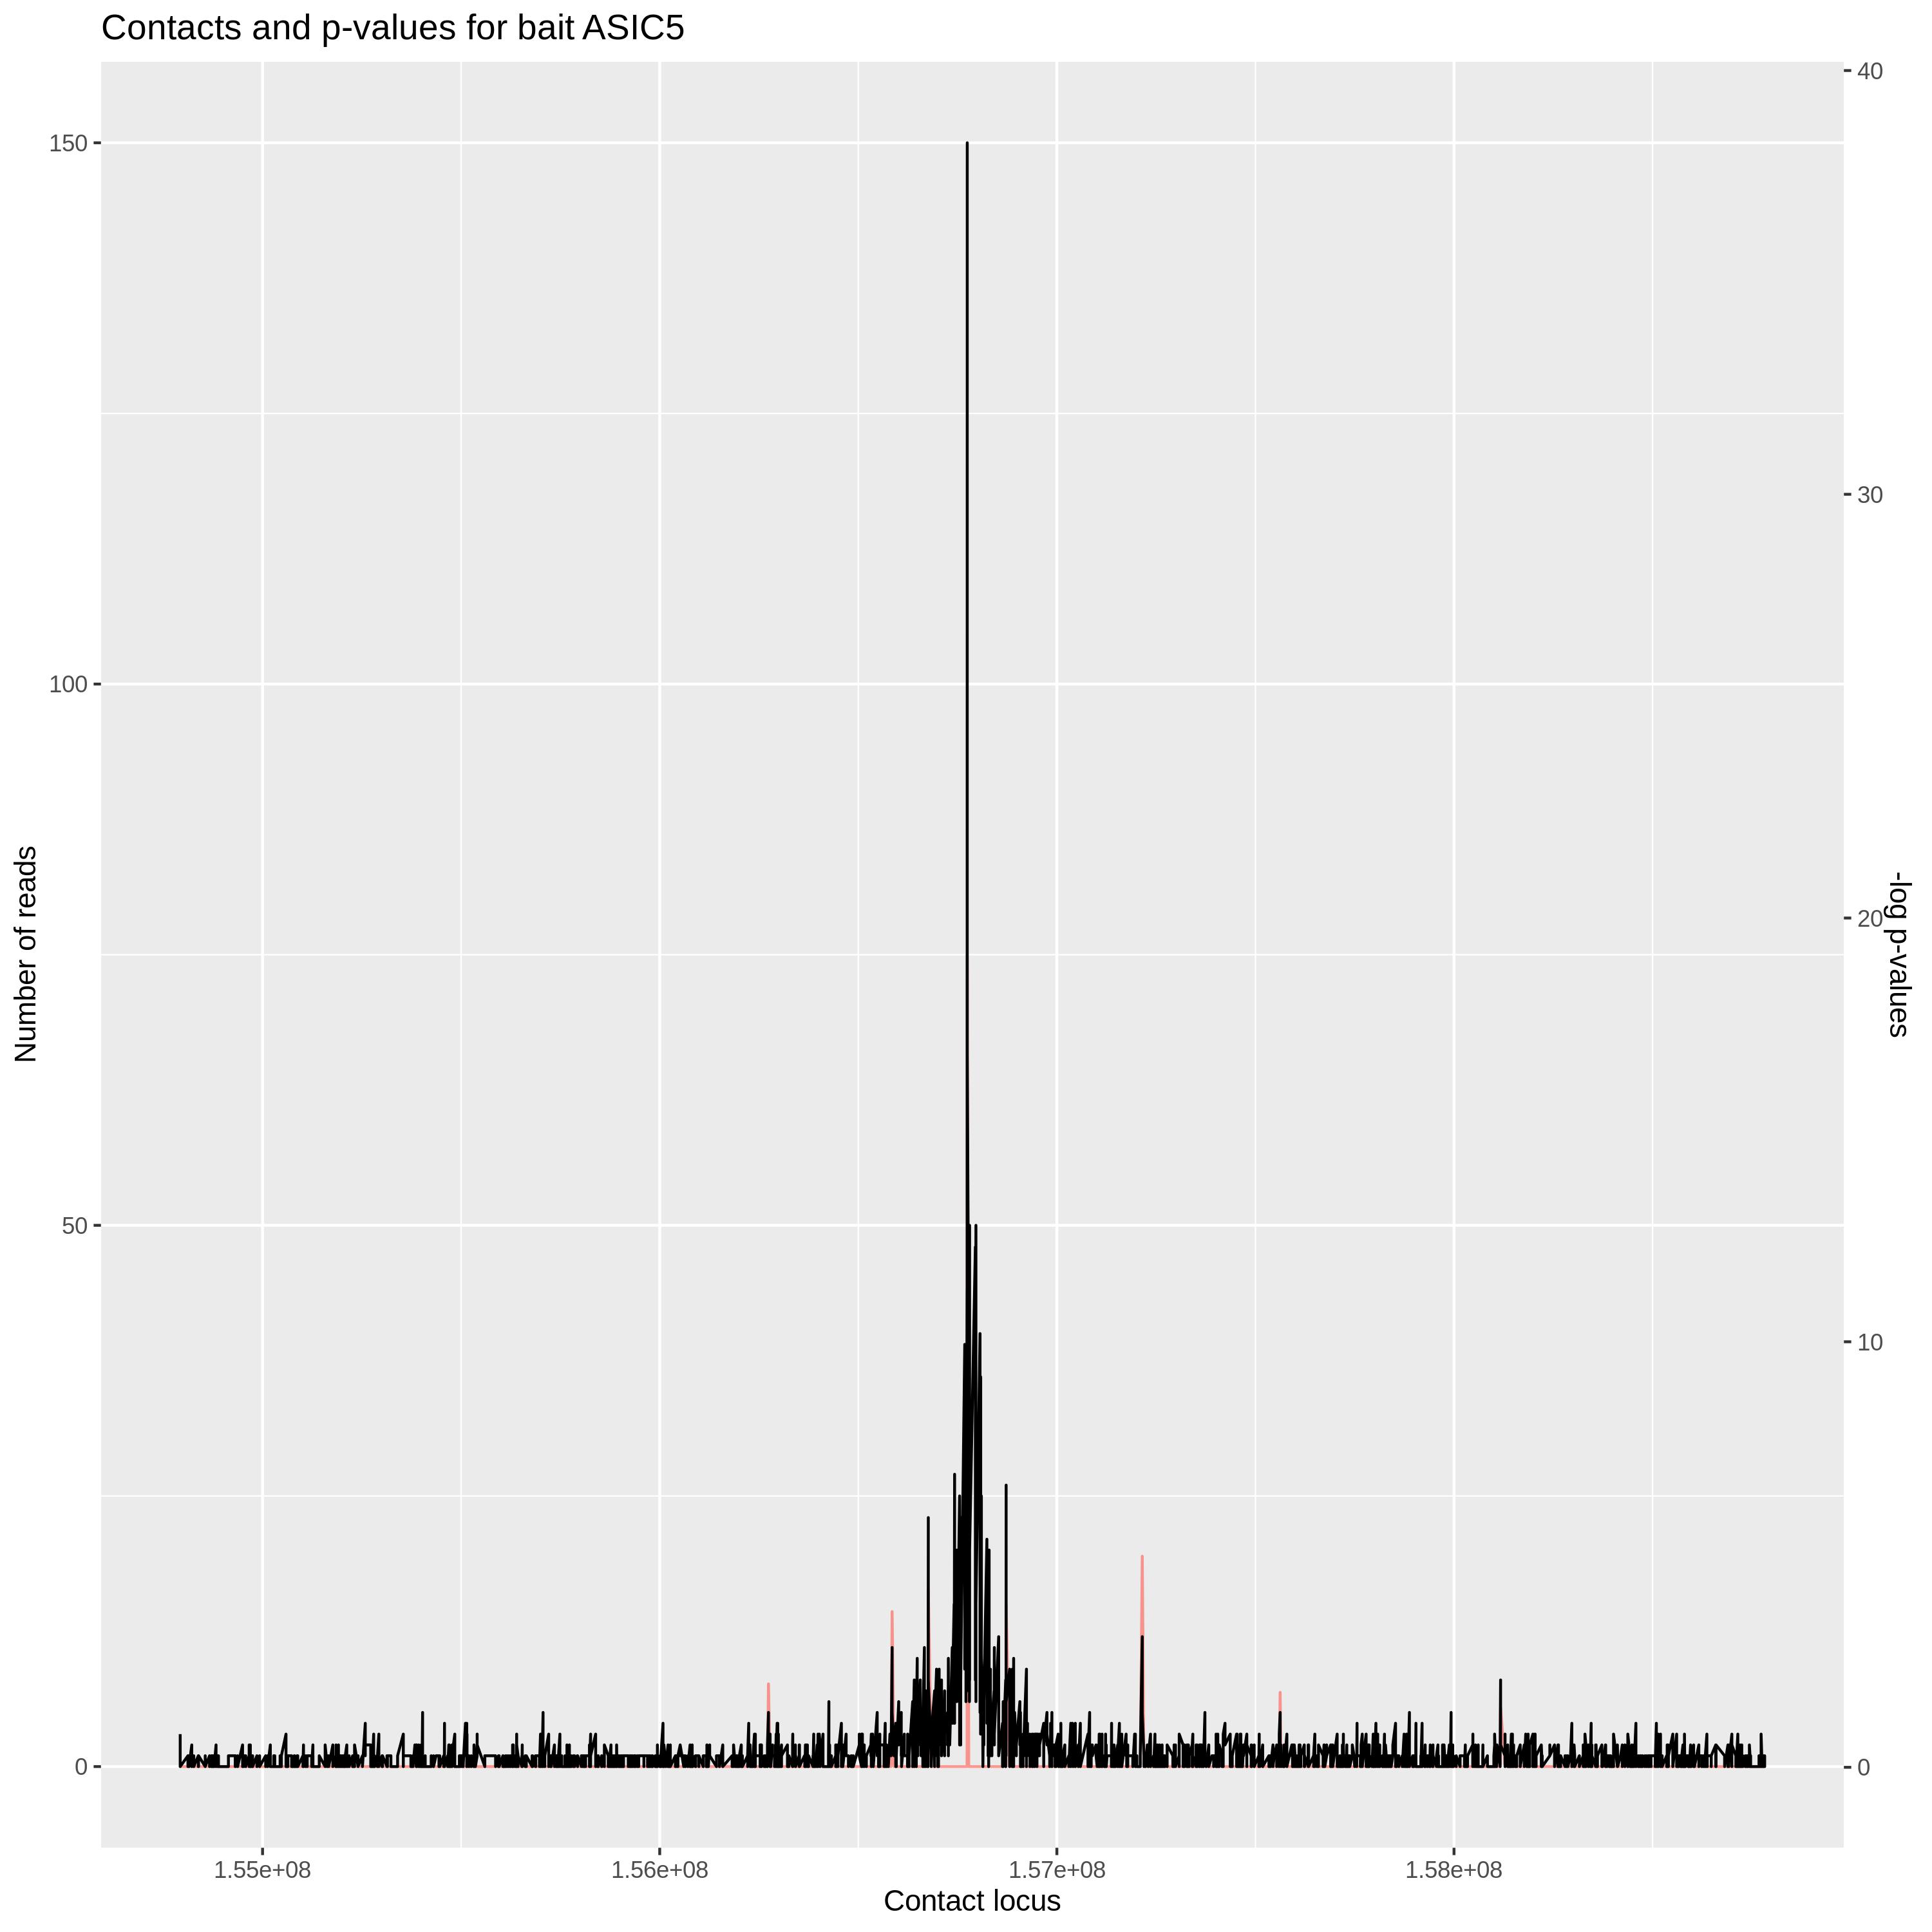 Contacts and p-values for bait ASIC5
150
100
50
0
Number of reads
40
30
20
10
0
-log p-values
1.55e+08 1.56e+08 1.57e+08 1.58e+08
Contact locus